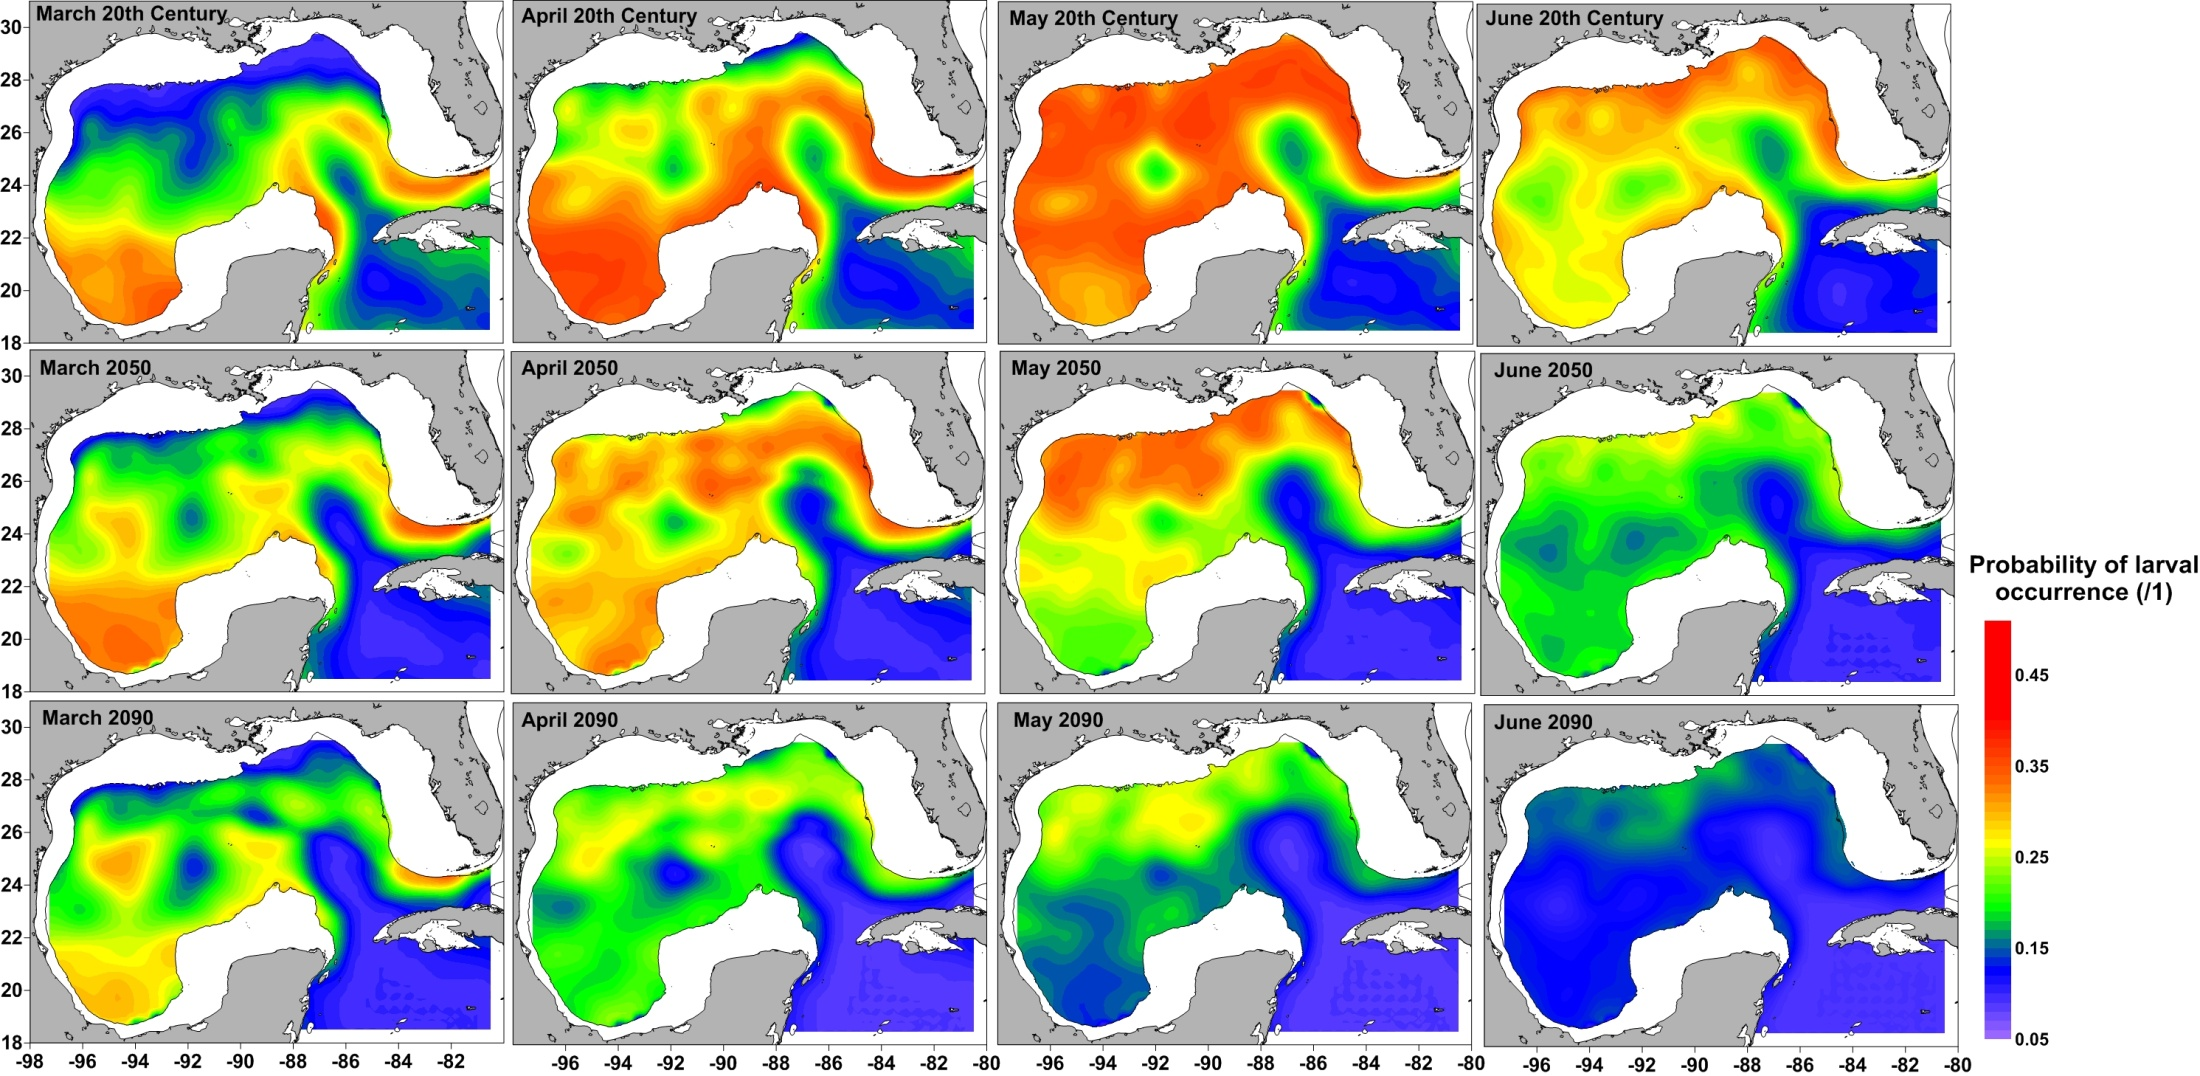 March 20th Century
April 20th Century
May 20th Century
June 20th Century
30
28
26
24
22
20
18
March 2050
April 2050
May 2050
June 2050
30
28
26
24
22
20
18
Probability of larval
occurrence (/1)
0.45
0.35
0.25
0.15
0.05
March 2090
April 2090
May 2090
June 2090
30
28
26
24
22
20
18
-98 -96 -94 -92 -90 -88 -86 -84 -82 -96 -94 -92 -90 -88 -86 -84 -82 -80 -96 -94 -92 -90 -88 -86 -84 -82 -80 -96 -94 -92 -90 -88 -86 -84 -82 -80